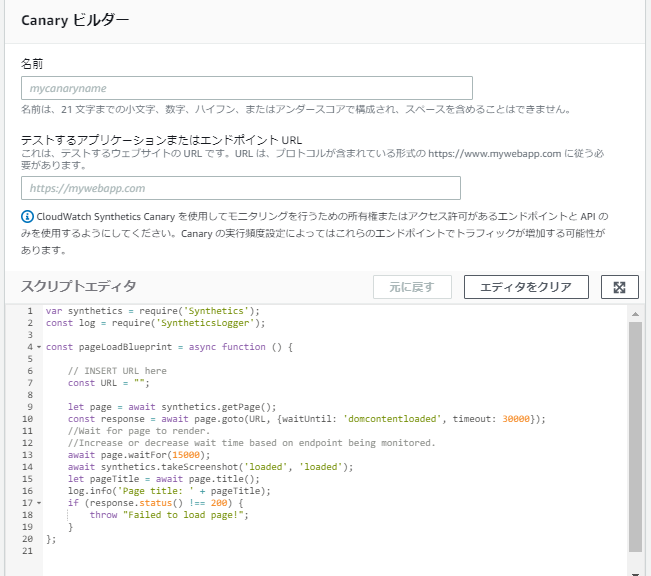 Canary ビルダー
名前
mycanaryname
名前は、21 文字までの小文字、数字、ハイフン、またはアンダースコアで構成され、スペースを含めることはできません。
テストするアプリケーションまたはエンドポイント URL
これは、テストするウェブサイトの URL です。URL は、プロトコルが含まれている形式の https://www.mywebapp.com に従う必
要があります。
https://mywebapp.com
CloudWatch Synthetics Canary を使用してモニタリングを行うための所有権またはアクセス許可があるエンドポイントと API の
みを使用するようにしてください。Canary の実行頻度設定によってはこれらのエンドポイントでトラフィックが増加する可能性が
あります。
スクリプトエディタ 元に戻す エディタをクリア
1 var synthetics = require('Synthetics');
2 const log = require('SyntheticsLogger');
3
4 const pageLoadBlueprint = async function () {
5
6 // INSERT URL here
7 const URL = "";
8
9 let page = await synthetics.getPage();
10 const response = await page.goto(URL, {waitUntil: 'domcontentloaded', timeout: 30000});
11 //Wait for page to render.
12 //Increase or decrease wait time based on endpoint being monitored.
13 await page.waitFor(15000);
14 await synthetics.takeScreenshot('loaded', 'loaded');
15 let pageTitle = await page.title();
16 log.info('Page title: ' + pageTitle);
17 if (response.status() !== 200) {
18 throw "Failed to load page!";
19 }
20 };
21